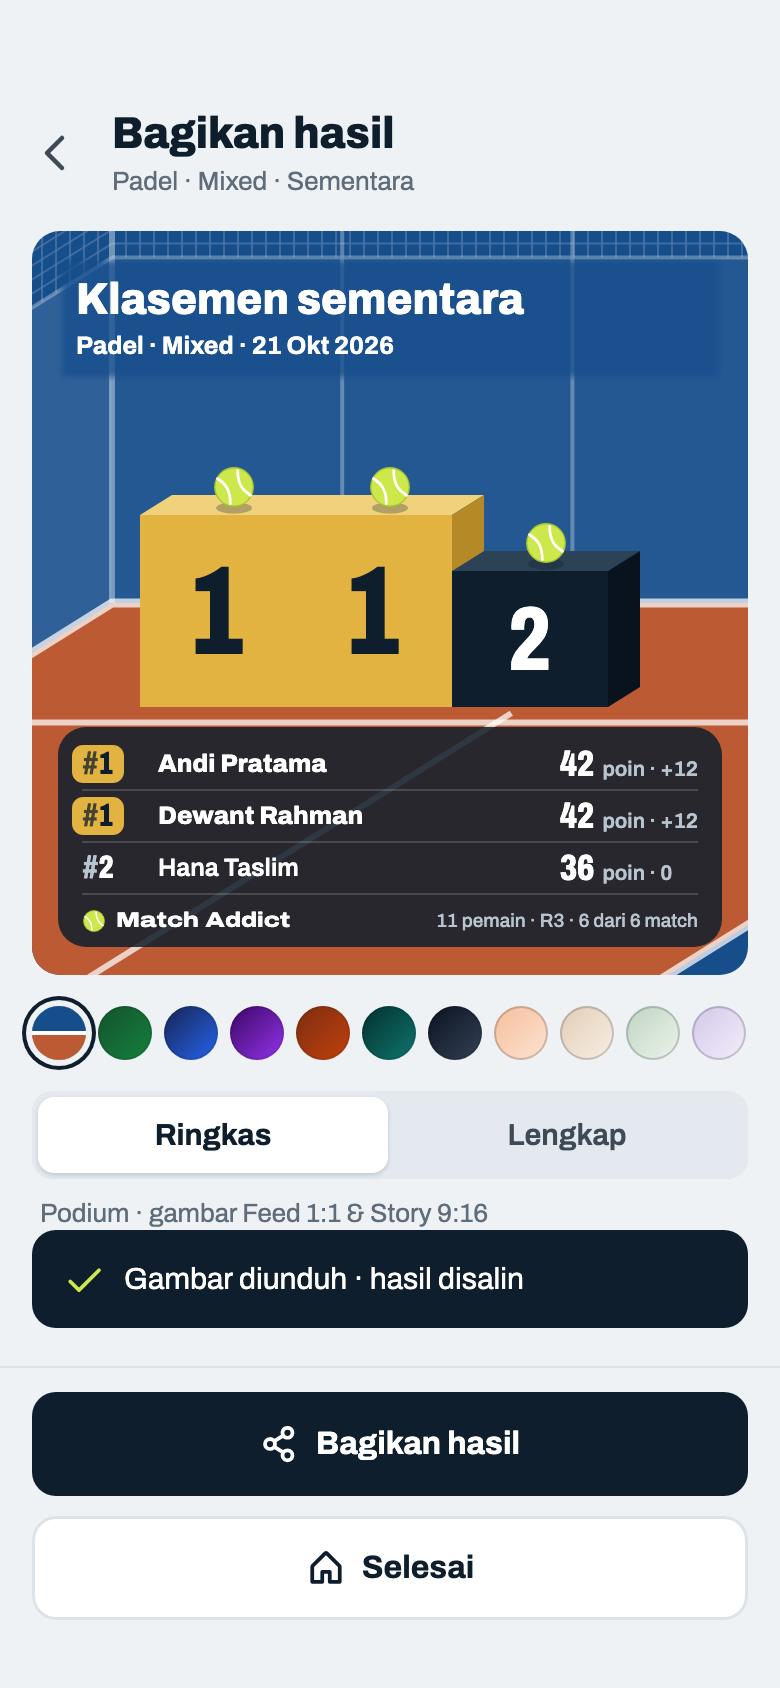 Bagikan hasil
Padel · Mixed · Sementara
Klasemen sementara
Padel · Mixed · 21 Okt 2026
1 1 2
#1 Andi Pratama 42 poin · +12
#1 Dewant Rahman 42 poin · +12
#2 Hana Taslim 36 poin · 0
Match Addict 11 pemain · R3 · 6 dari 6 match
Ringkas Lengkap
Podium · gambar Feed 1:1 & Story 9:16
Gambar diunduh · hasil disalin
Bagikan hasil
Selesai